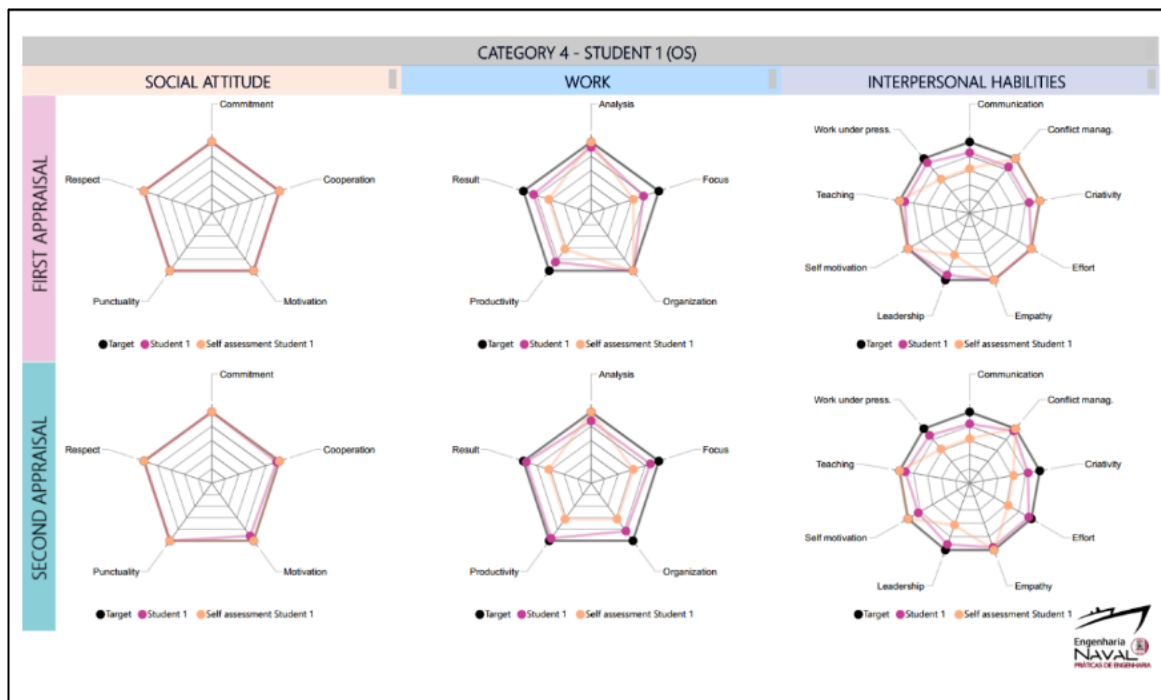 CATEGORY 4 - STUDENT 1 (OS)
SOCIAL ATTITUDE
WORK
INTERPERSONAL HABILITIES
FIRST APPRAISAL
Commitment
Respect
Cooperation
Punctuality
Motivation
Target Student 1 Self assessment Student 1
Analysis
Result
Focus
Productivity
Organization
Target Student 1 Self assessment Student 1
Communication
Work under press.
Conflict manag.
Teaching
Criativity
Self motivation
Effort
Leadership
Empathy
Target Student 1 Self assessment Student 1
SECOND APPRAISAL
Commitment
Respect
Cooperation
Punctuality
Motivation
Target Student 1 Self assessment Student 1
Analysis
Result
Focus
Productivity
Organization
Target Student 1 Self assessment Student 1
Communication
Work under press.
Conflict manag.
Teaching
Criativity
Self motivation
Effort
Leadership
Empathy
Target Student 1 Self assessment Student 1
Engenharia
NAVAL
PRÁTICAS DE ENGENHARIA